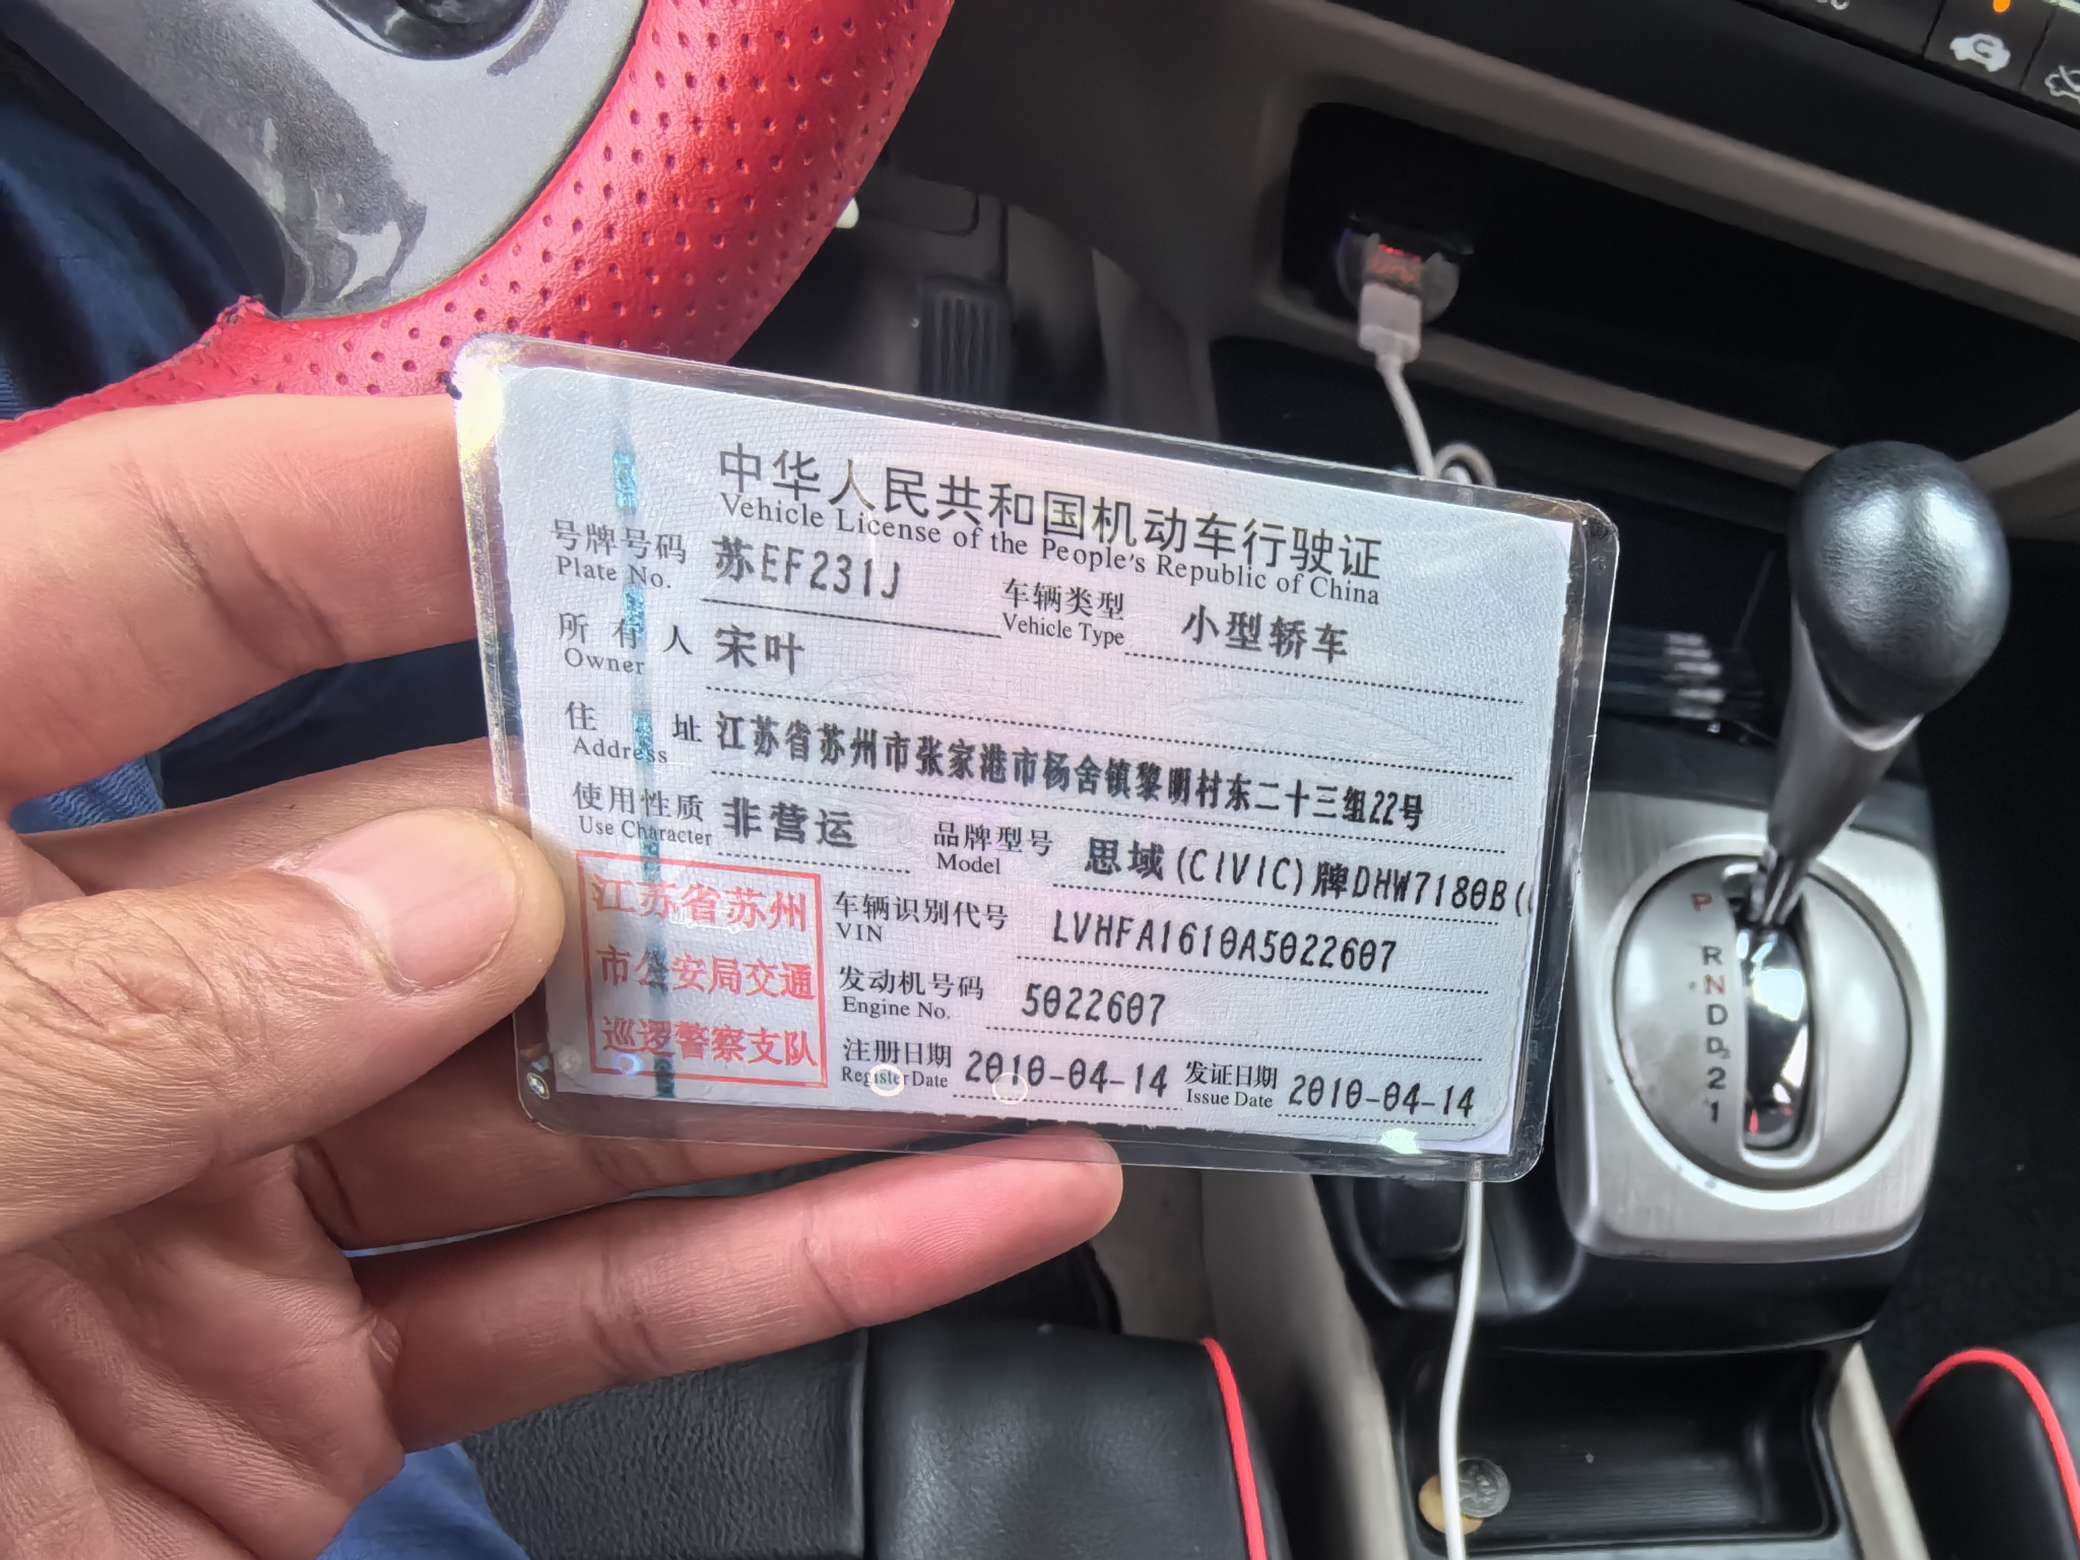 中华人民共和国机动车行驶证
Vehicle License of the People's Republic of China
号牌号码 苏EF231J 车辆类型 小型轿车
Plate No. Vehicle Type
所有人 宋叶
Owner
住址 江苏省苏州市张家港市杨舍镇黎明村东二十三组22号
Address
使用性质 非营运 品牌型号 思域(CIVIC)牌DHW7180B(
Use Character Model
江苏省苏州
市公安局交通
巡逻警察支队
车辆识别代号 LVHFA1610A5022607
VIN
发动机号码 5022607
Engine No.
注册日期 2010-04-14 发证日期 2010-04-14
Register Date Issue Date
P
R
N
D
D3
2
1